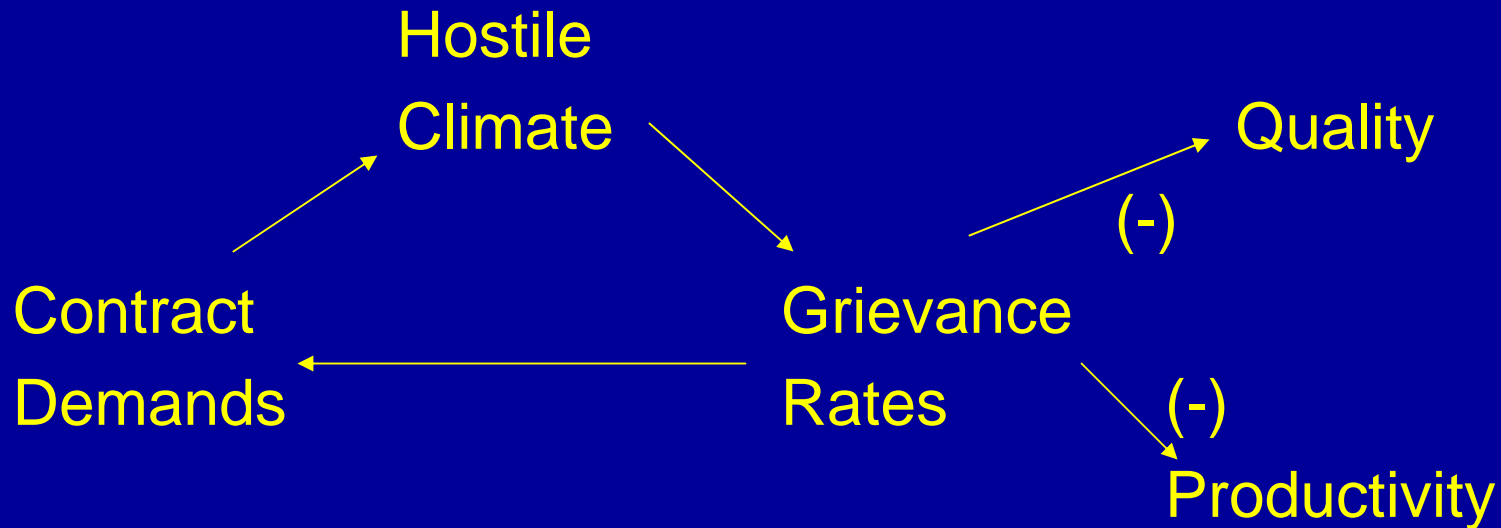 Hostile
Climate
Quality
(-)
Contract
Demands
Grievance
Rates
(-)
Productivity